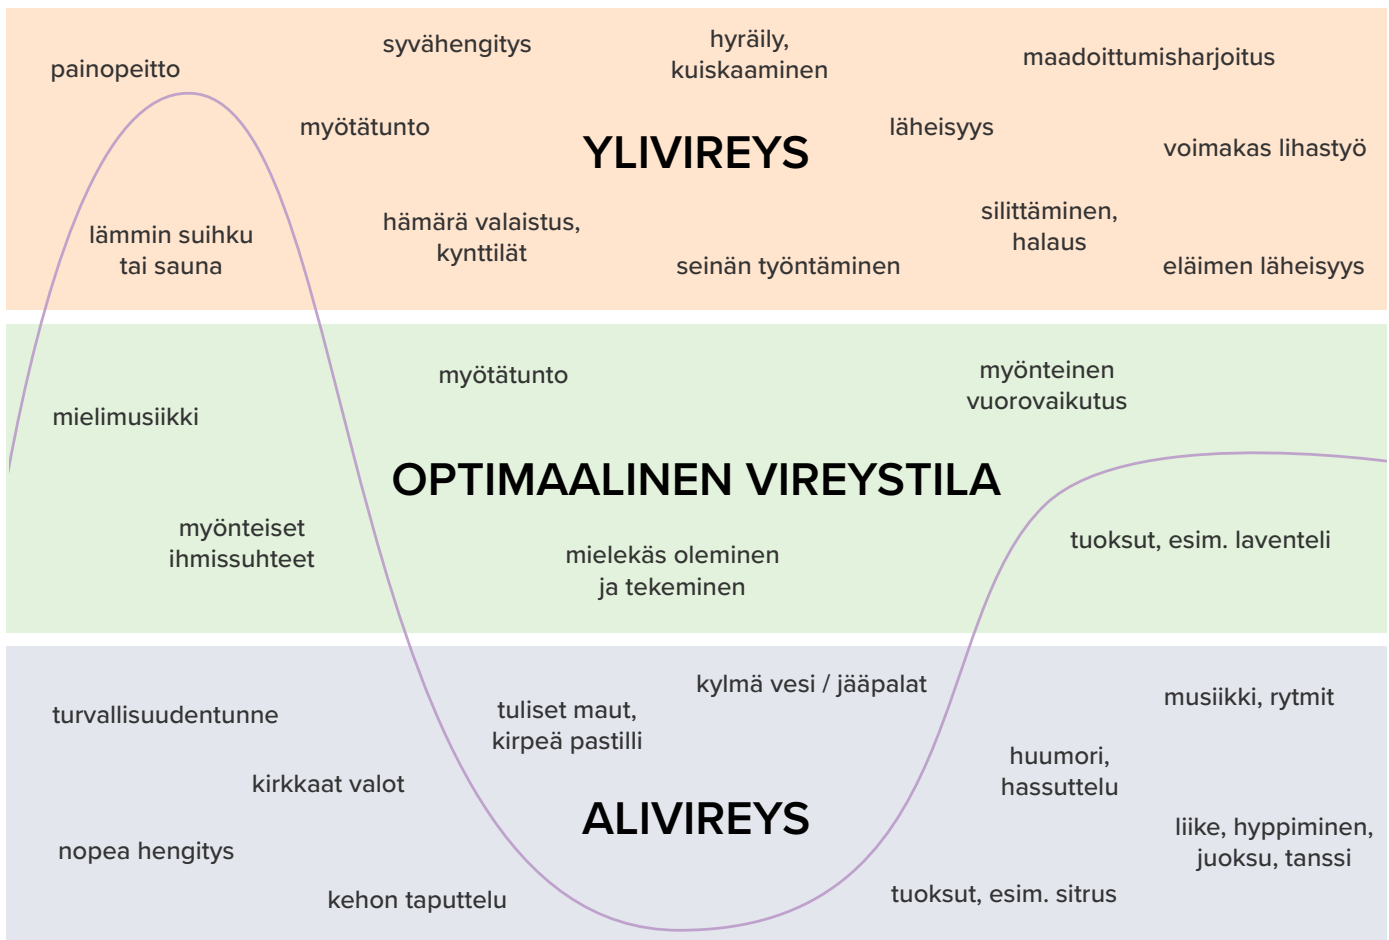 painopeitto
syvähengitys
hyräily,
kuiskaaminen
maadoittumisharjoitus
myötätunto
YLIVIREYS
läheisyys
voimakas lihastyö
lämmin suihku
tai sauna
hämärä valaistus,
kynttilät
seinän työntäminen
silittäminen,
halaus
eläimen läheisyys
mielimusiikki
myötätunto
myönteinen
vuorovaikutus
OPTIMAALINEN VIREYSTILA
myönteiset
ihmissuhteet
mielekäs oleminen
ja tekeminen
tuoksut, esim. laventeli
turvallisuudentunne
tuliset maut,
kirpeä pastilli
kylmä vesi / jääpalat
musiikki, rytmit
kirkkaat valot
huumori,
hassuttelu
ALIVIREYS
nopea hengitys
liike, hyppiminen,
juoksu, tanssi
kehon taputtelu
tuoksut, esim. sitrus